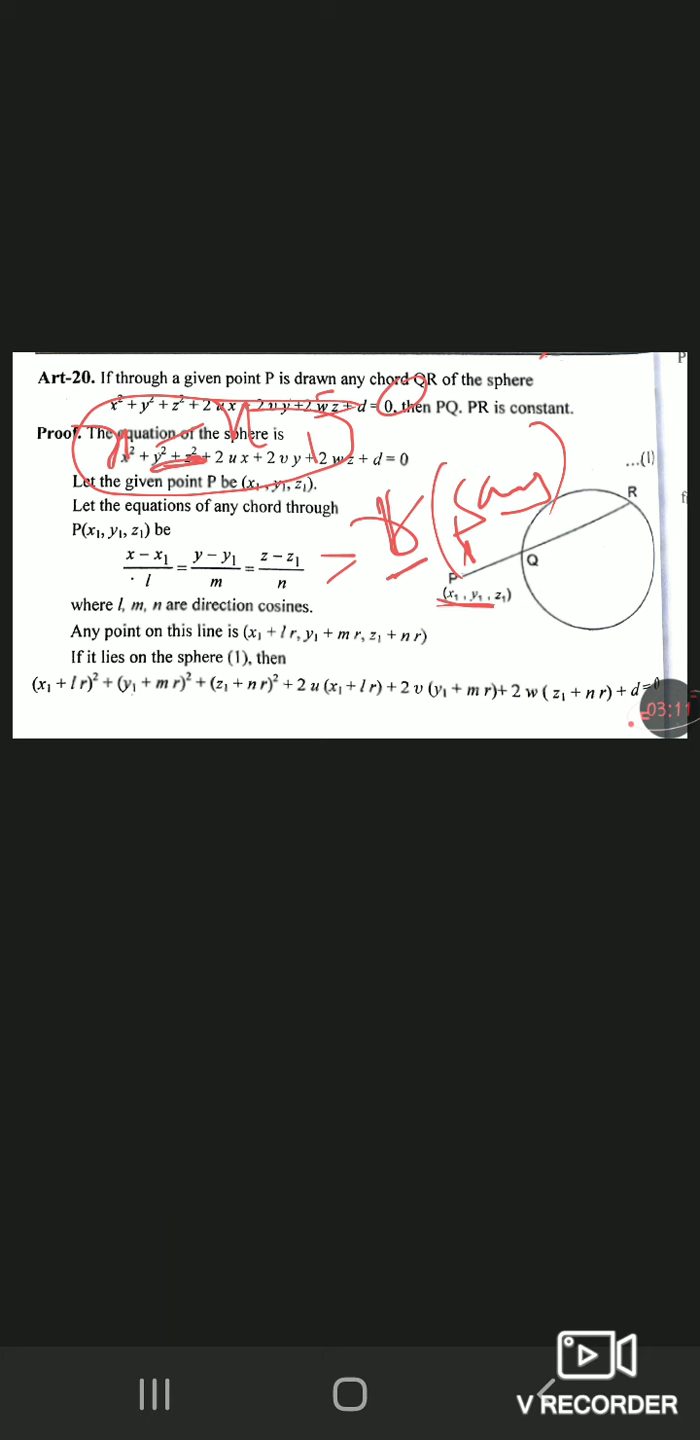 P
Art-20. If through a given point P is drawn any chord QR of the sphere
x² + y² + z² + 2 u x + 2 v y + 2 w z + d = 0, then PQ. PR is constant.
Proof. The equation of the sphere is
x² + y² + z² + 2 u x + 2 v y + 2 w z + d = 0 ...(1)
Let the given point P be (x₁, y₁, z₁).
Let the equations of any chord through
P(x₁, y₁, z₁) be
(x − x₁)/l = (y − y₁)/m = (z − z₁)/n = r (say)
R
Q
P
(x₁, y₁, z₁)
where l, m, n are direction cosines.
Any point on this line is (x₁ + l r, y₁ + m r, z₁ + n r)
If it lies on the sphere (1), then
(x₁ + l r)² + (y₁ + m r)² + (z₁ + n r)² + 2 u (x₁ + l r) + 2 v (y₁ + m r) + 2 w ( z₁ + n r) + d = 0
03:11
V RECORDER